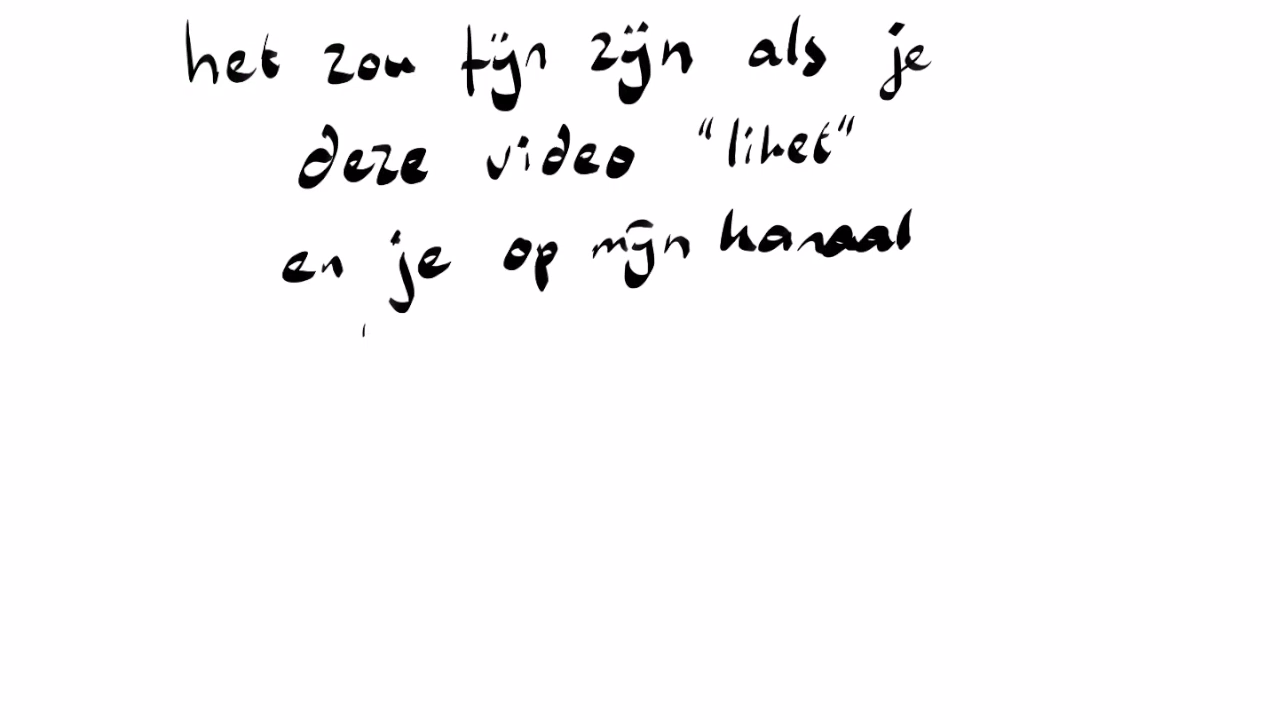 het zou fijn zijn als je
deze video "liket"
en je op mijn kanaal